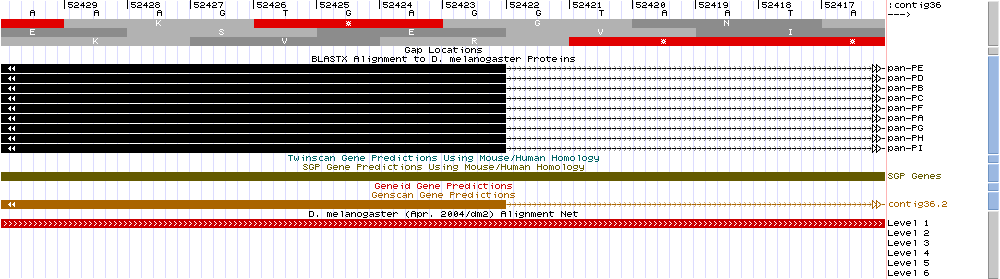 52429 52428 52427 52426 52425 52424 52423 52422 52421 52420 52419 52418 52417 :contig36
A A A T G A G G T T A T A --->
K * G A N
E S V E G V I
K V R * *
Gap Locations
BLASTX Alignment to D. melanogaster Proteins
pan-PE
pan-PD
pan-PB
pan-PC
pan-PF
pan-PA
pan-PG
pan-PH
pan-PI
Twinscan Gene Predictions Using Mouse/Human Homology
SGP Gene Predictions Using Mouse/Human Homology
SGP Genes
Geneid Gene Predictions
Genscan Gene Predictions
contig36.2
D. melanogaster (Apr. 2004/dm2) Alignment Net
Level 1
Level 2
Level 3
Level 4
Level 5
Level 6